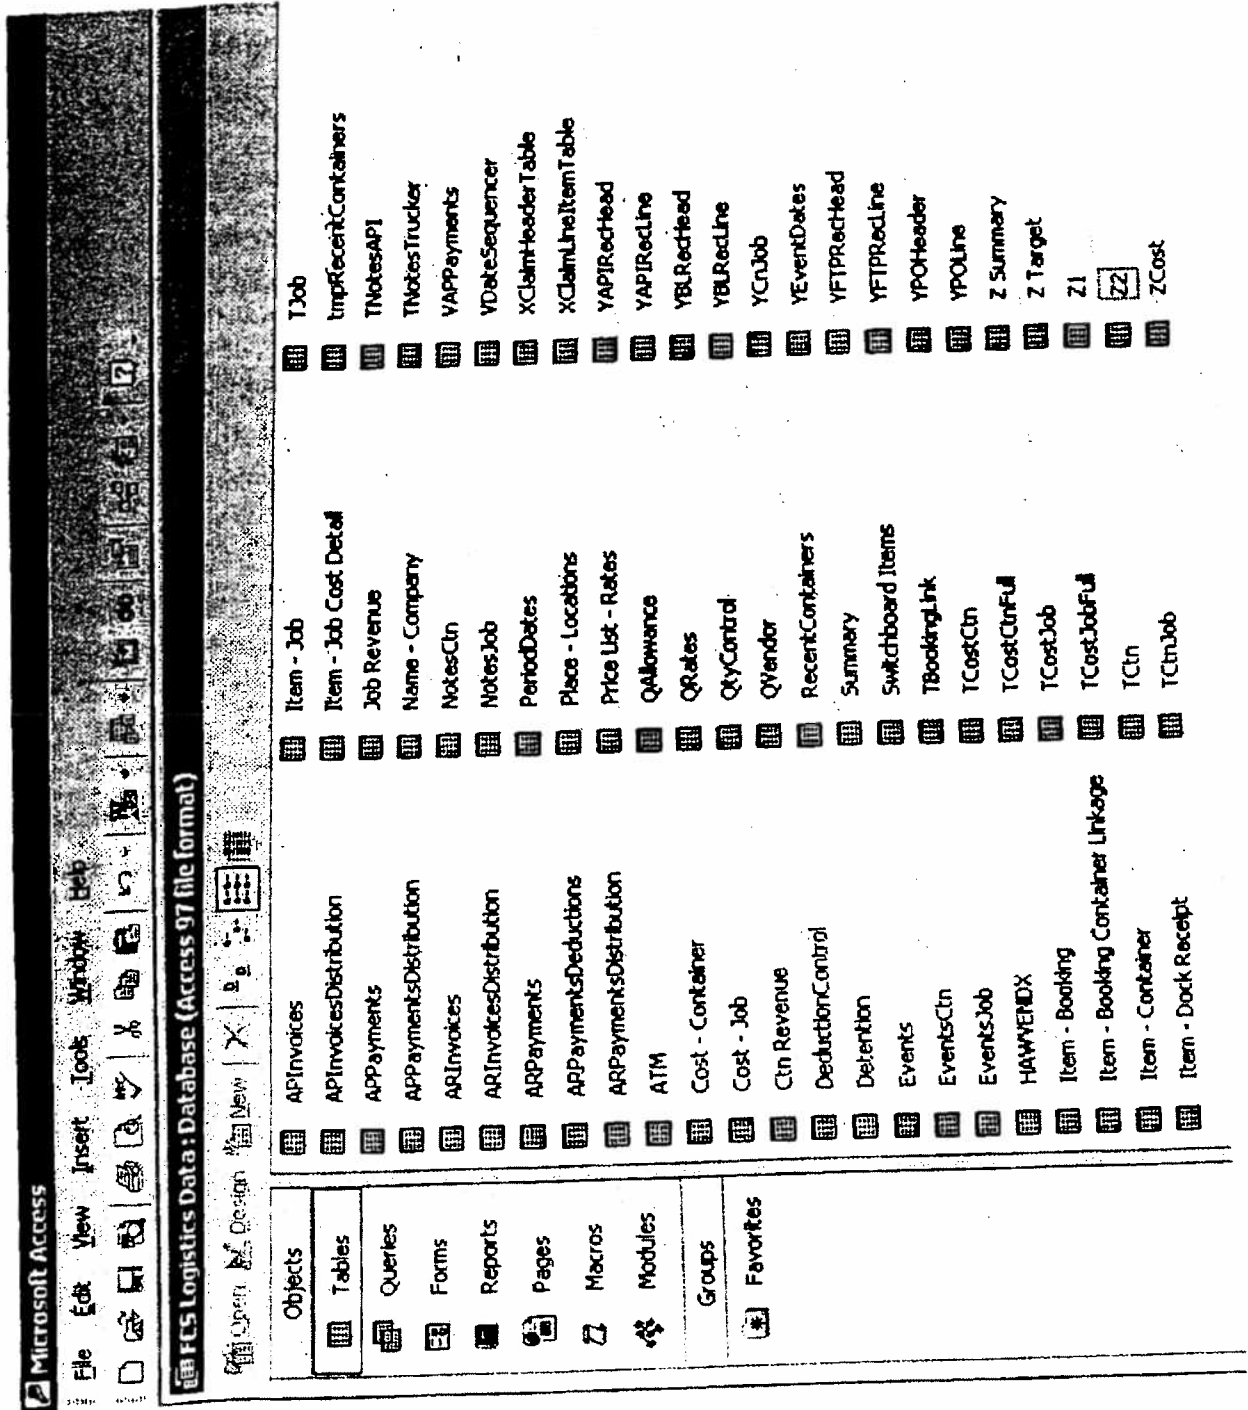 Microsoft Access
File Edit View Insert Tools Window Help
FCS Logistics Data : Database (Access 97 file format)
Open Design New
Objects
Tables
Queries
Forms
Reports
Pages
Macros
Modules
Groups
Favorites
APInvoices
APInvoicesDistribution
APPayments
APPaymentsDistribution
ARInvoices
ARInvoicesDistribution
ARPayments
ARPaymentsDeductions
ARPaymentsDistribution
ATM
Cost - Container
Cost - Job
Ctn Revenue
DeductionControl
Detention
Events
EventsCtn
EventsJob
HAWVENDX
Item - Booking
Item - Booking Container Linkage
Item - Container
Item - Dock Receipt
Item - Job
Item - Job Cost Detail
Job Revenue
Name - Company
NotesCtn
NotesJob
PeriodDates
Place - Locations
Price List - Rates
QAllowance
QRates
QtyControl
QVendor
RecentContainers
Summary
Switchboard Items
TBookingLink
TCostCtn
TCostCtnFull
TCostJob
TCostJobFull
TCtn
TCtnJob
TJob
tmpRecentContainers
TNotesAPI
TNotesTrucker
VAPPayments
VDateSequencer
XClaimHeaderTable
XClaimLineItemTable
YAPIRecHead
YAPIRecLine
YBLRecHead
YBLRecLine
YCnJob
YEventDates
YFTPRecHead
YFTPRecLine
YPOHeader
YPOLine
Z Summary
Z Target
Z1
Z2
ZCost